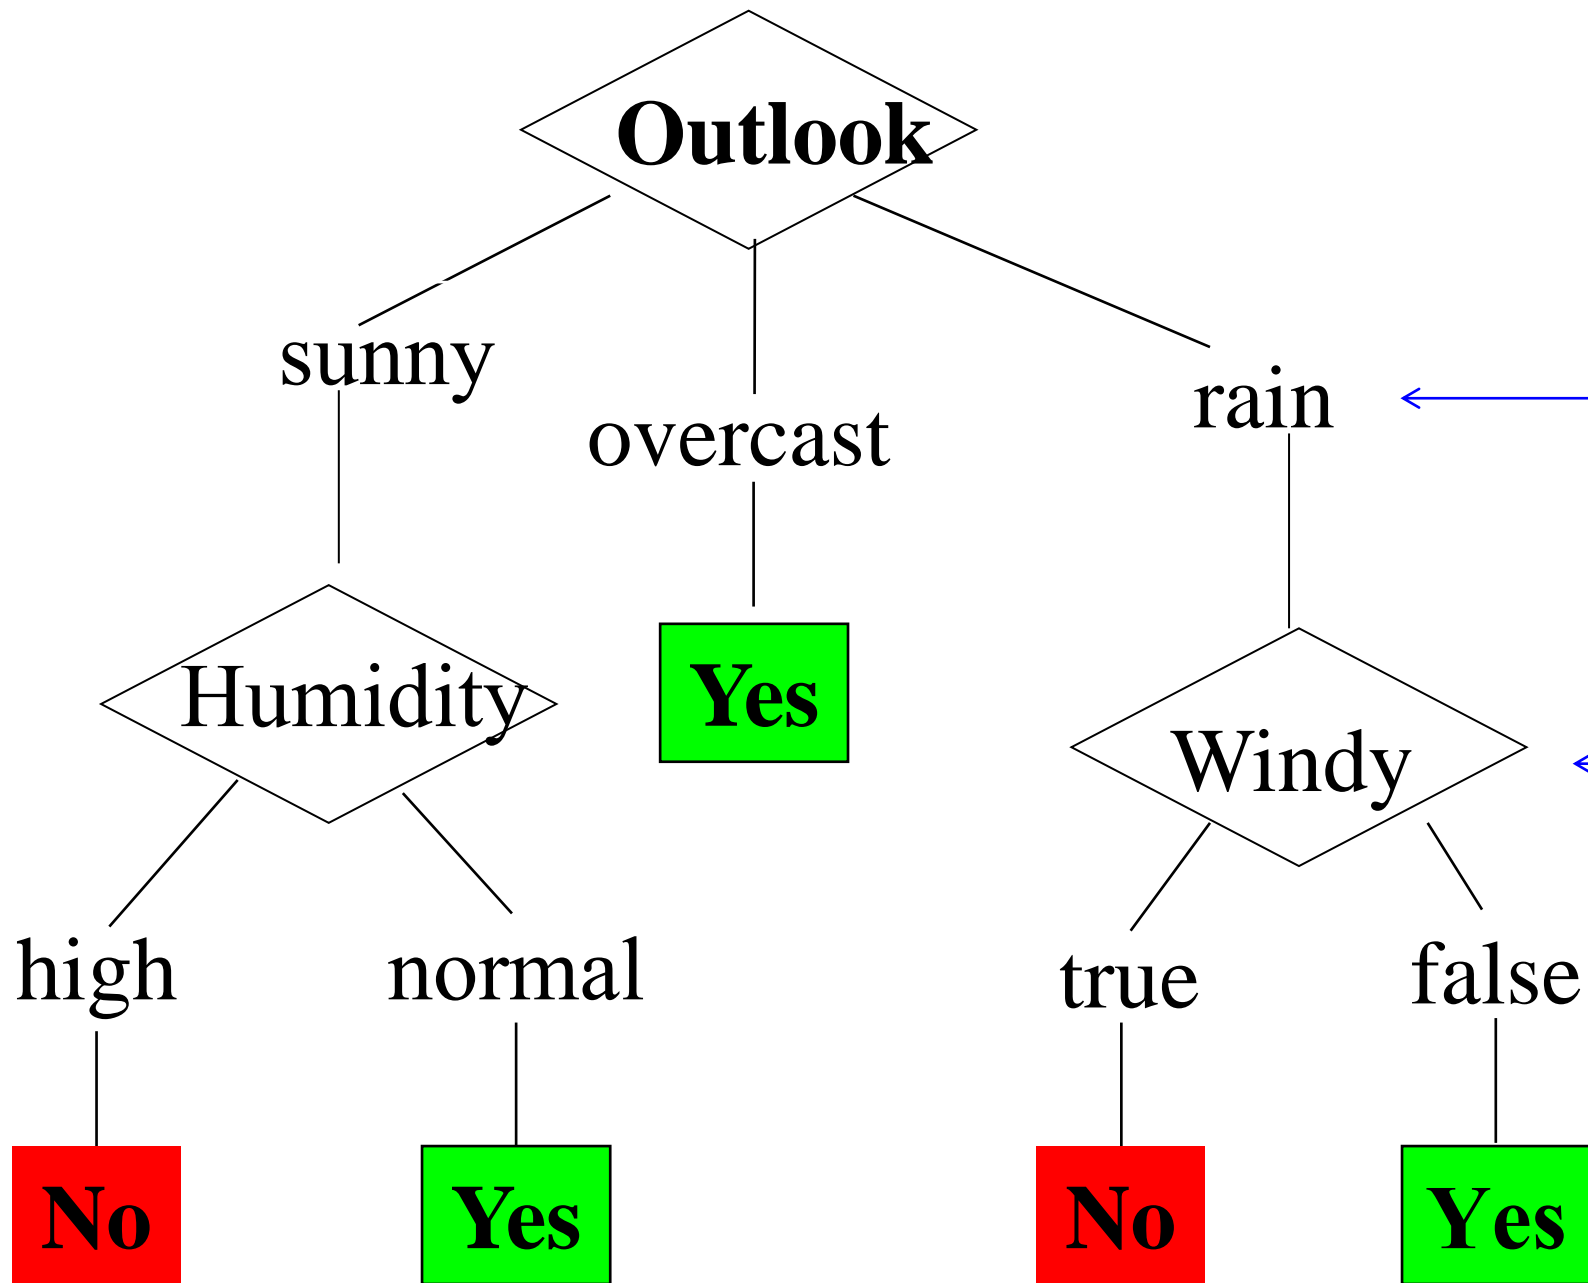 Outlook
sunny
overcast
rain
Humidity
Yes
Windy
high
normal
true
false
No
Yes
No
Yes